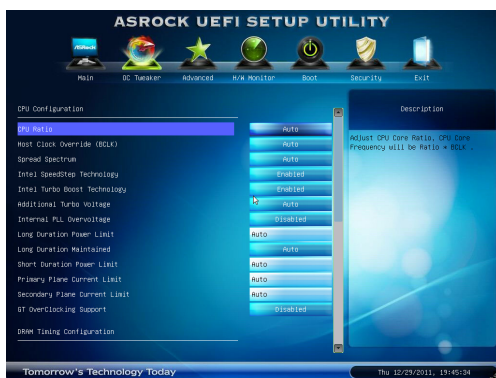 ASROCK UEFI SETUP UTILITY
ASRock
Main
OC Tweaker
Advanced
H/W Monitor
Boot
Security
Exit
CPU Configuration
CPU Ratio Auto
Host Clock Override (BCLK) Auto
Spread Spectrum Auto
Intel SpeedStep Technology Enabled
Intel Turbo Boost Technology Enabled
Additional Turbo Voltage Auto
Internal PLL Overvoltage Disabled
Long Duration Power Limit Auto
Long Duration Maintained Auto
Short Duration Power Limit Auto
Primary Plane Current Limit Auto
Secondary Plane Current Limit Auto
GT OverClocking Support Disabled
DRAM Timing Configuration
Description
Adjust CPU Core Ratio, CPU Core
Frequency will be Ratio * BCLK .
Tomorrow's Technology Today
Thu 12/29/2011, 19:45:34